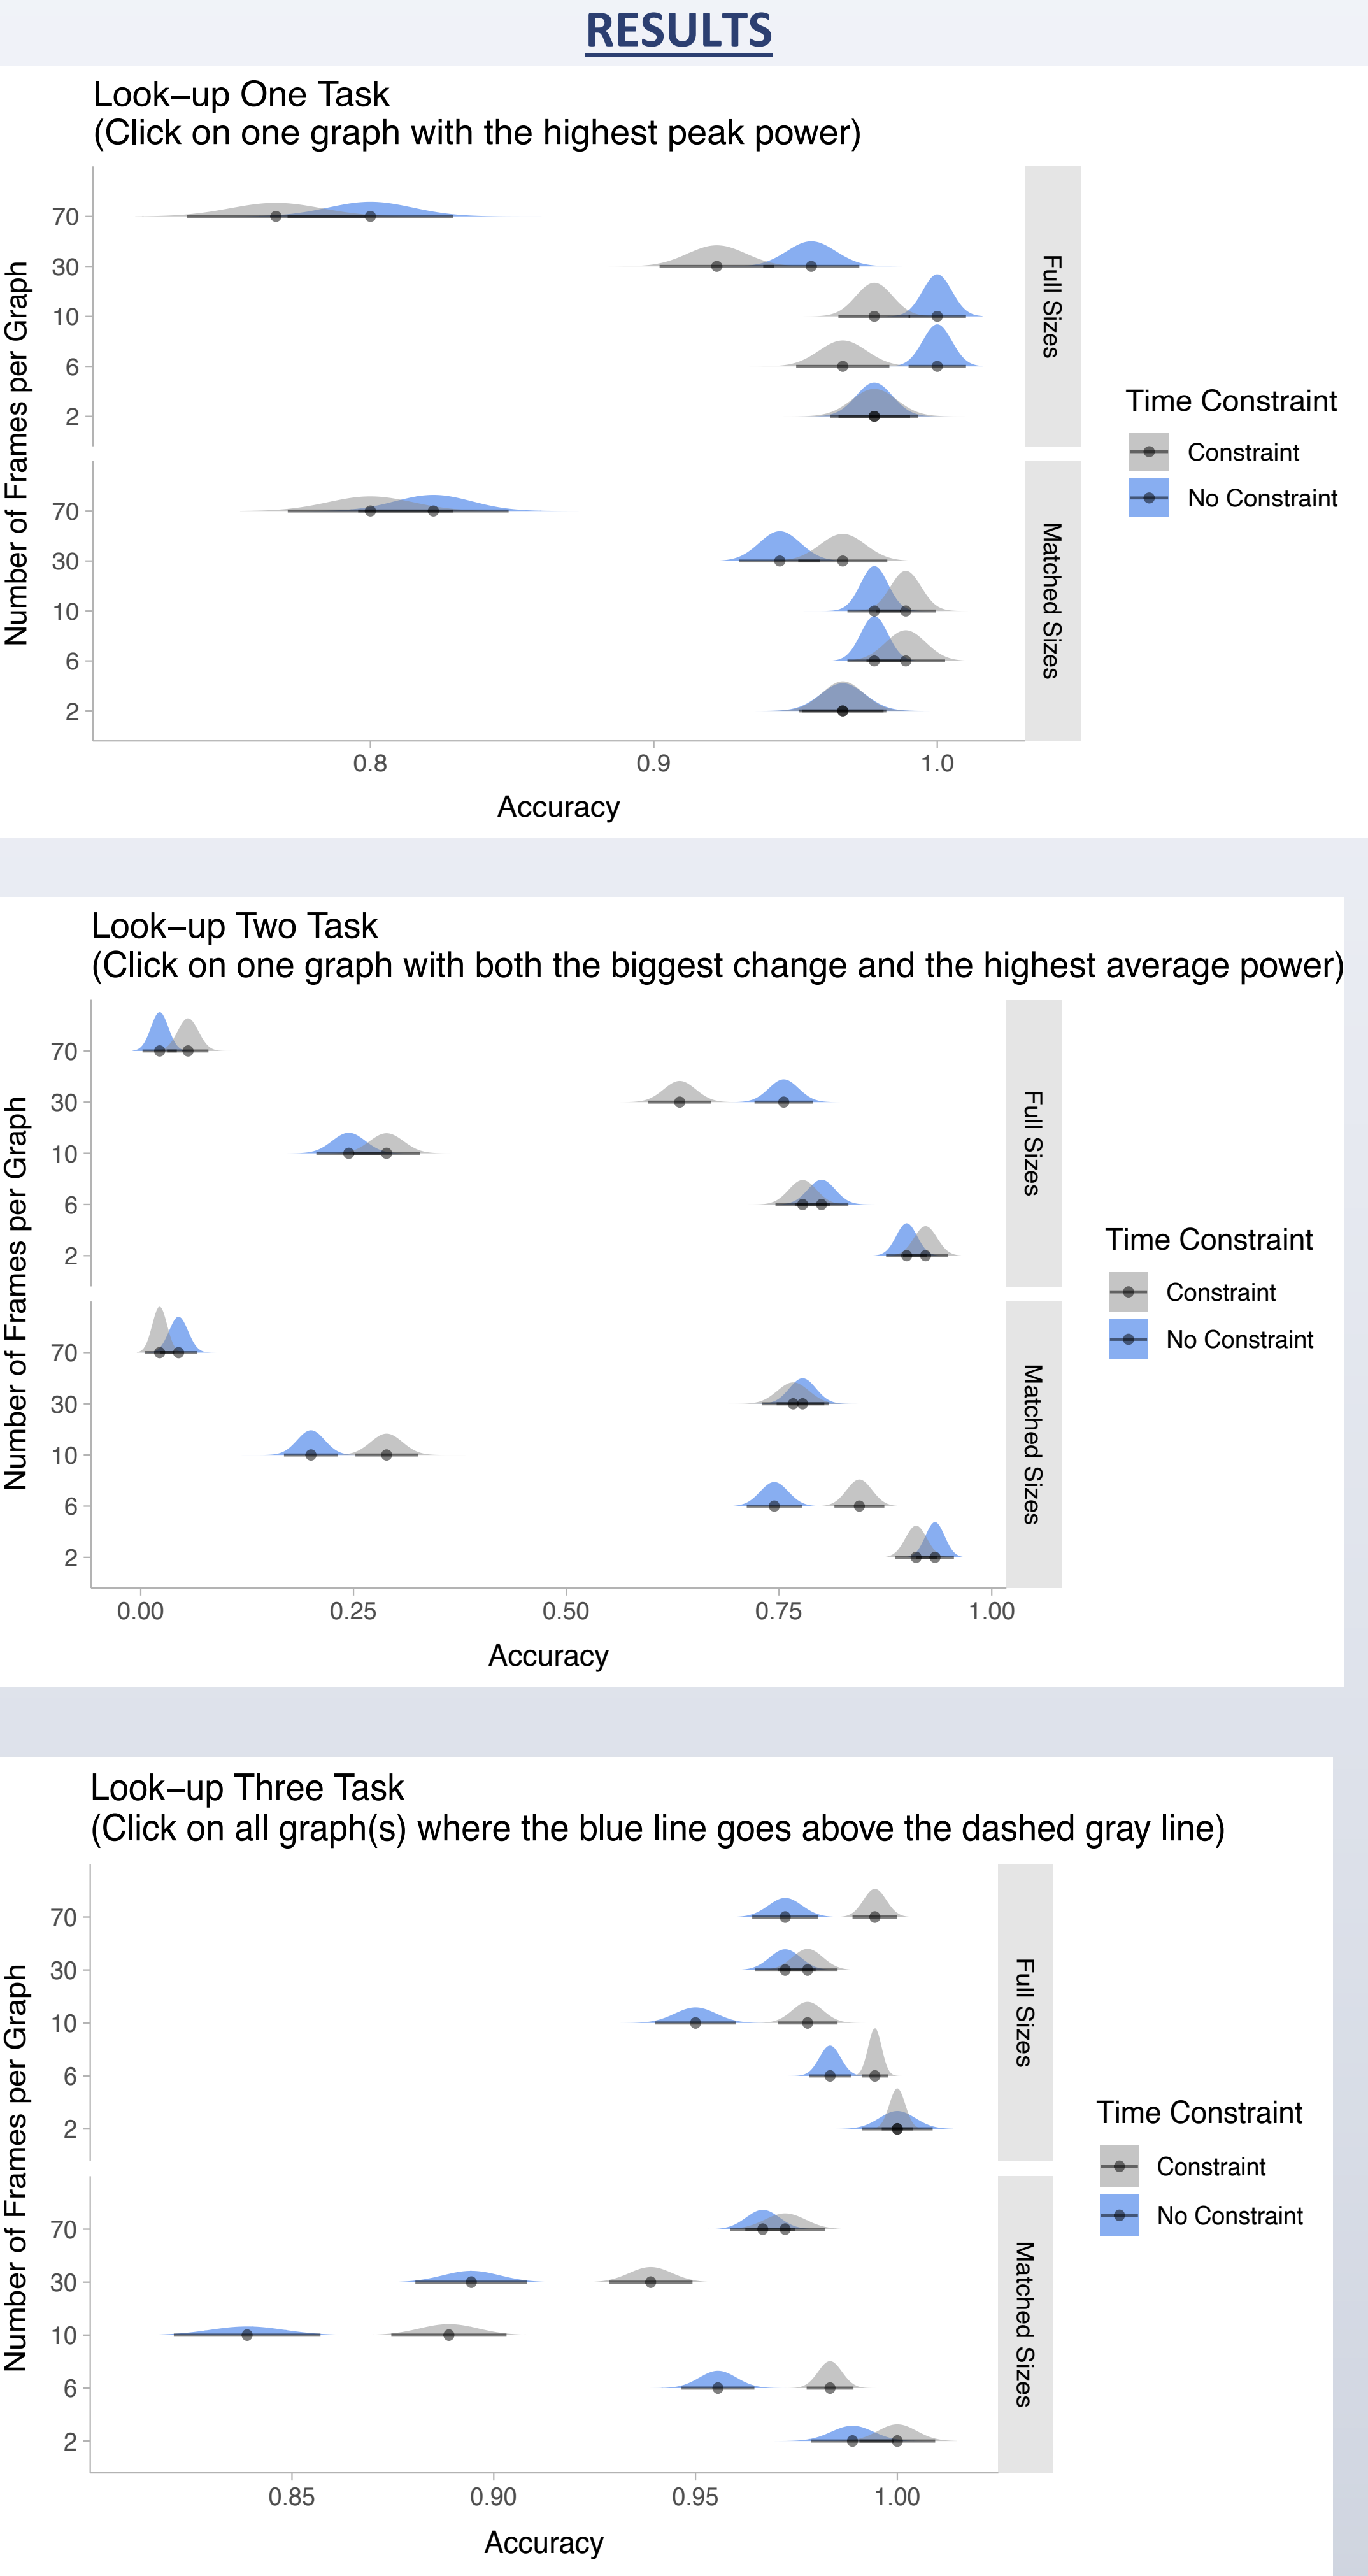 RESULTS
Look−up One Task
(Click on one graph with the highest peak power)
Number of Frames per Graph
70
30
10
6
2
Full Sizes
70
30
10
6
2
Matched Sizes
0.8
0.9
1.0
Accuracy
Time Constraint
Constraint
No Constraint
Look−up Two Task
(Click on one graph with both the biggest change and the highest average power)
Number of Frames per Graph
70
30
10
6
2
Full Sizes
70
30
10
6
2
Matched Sizes
0.00
0.25
0.50
0.75
1.00
Accuracy
Time Constraint
Constraint
No Constraint
Look−up Three Task
(Click on all graph(s) where the blue line goes above the dashed gray line)
Number of Frames per Graph
70
30
10
6
2
Full Sizes
70
30
10
6
2
Matched Sizes
0.85
0.90
0.95
1.00
Accuracy
Time Constraint
Constraint
No Constraint